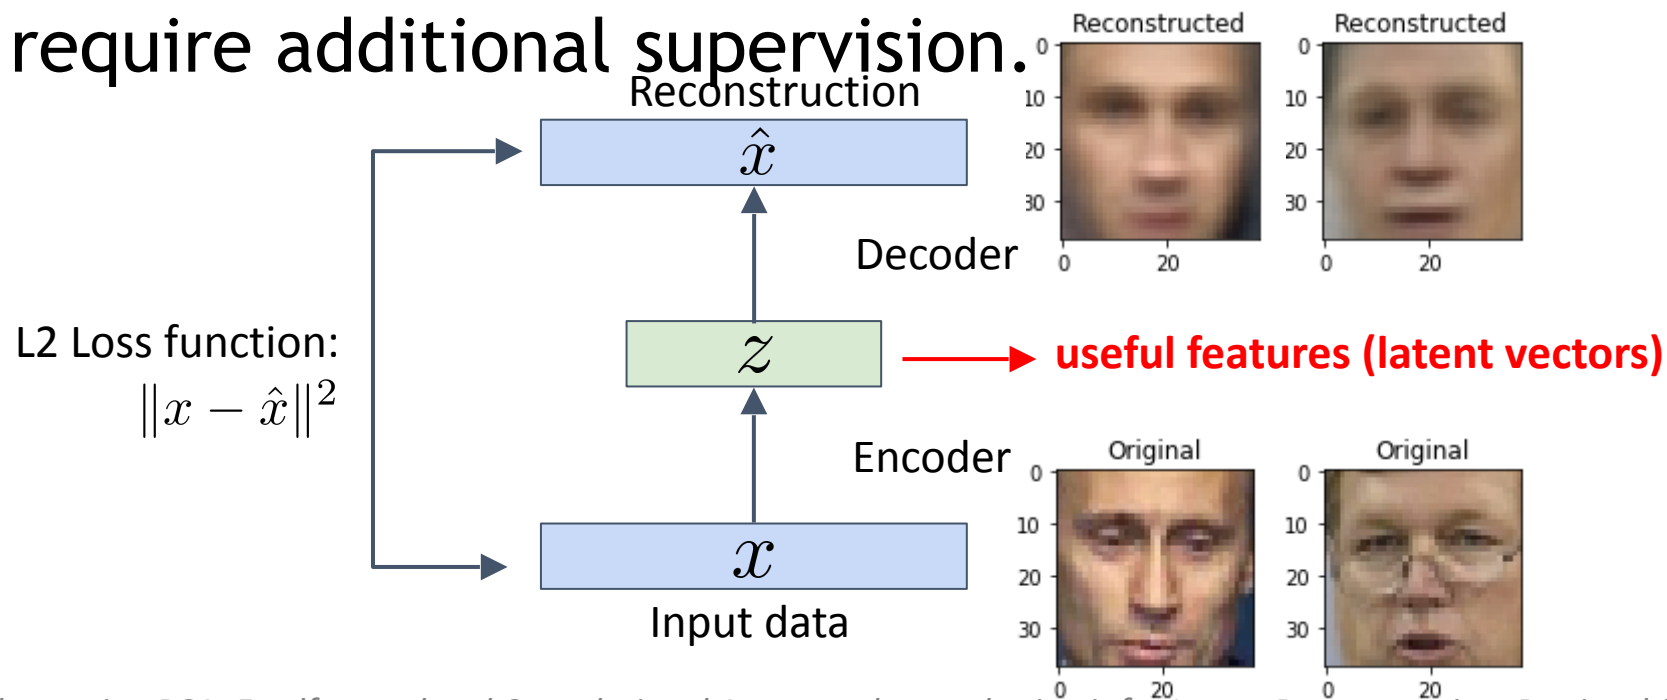 require additional supervision.
Reconstruction
x̂
Decoder
L2 Loss function:
‖x − x̂‖²
z
useful features (latent vectors)
Encoder
x
Input data
Reconstructed
0
10
20
30
0 20
Reconstructed
0
10
20
30
0 20
Original
0
10
20
30
0 20
Original
0
10
20
30
0 20